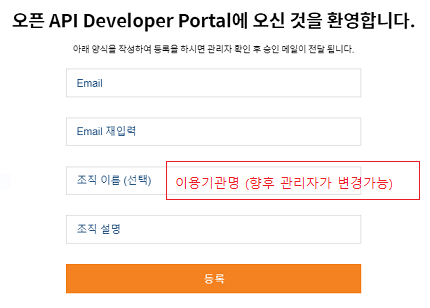 오픈 API Developer Portal에 오신 것을 환영합니다.
아래 양식을 작성하여 등록을 하시면 관리자 확인 후 승인 메일이 전달 됩니다.
Email
Email 재입력
조직 이름 (선택) 이용기관명 (향후 관리자가 변경가능)
조직 설명
등록